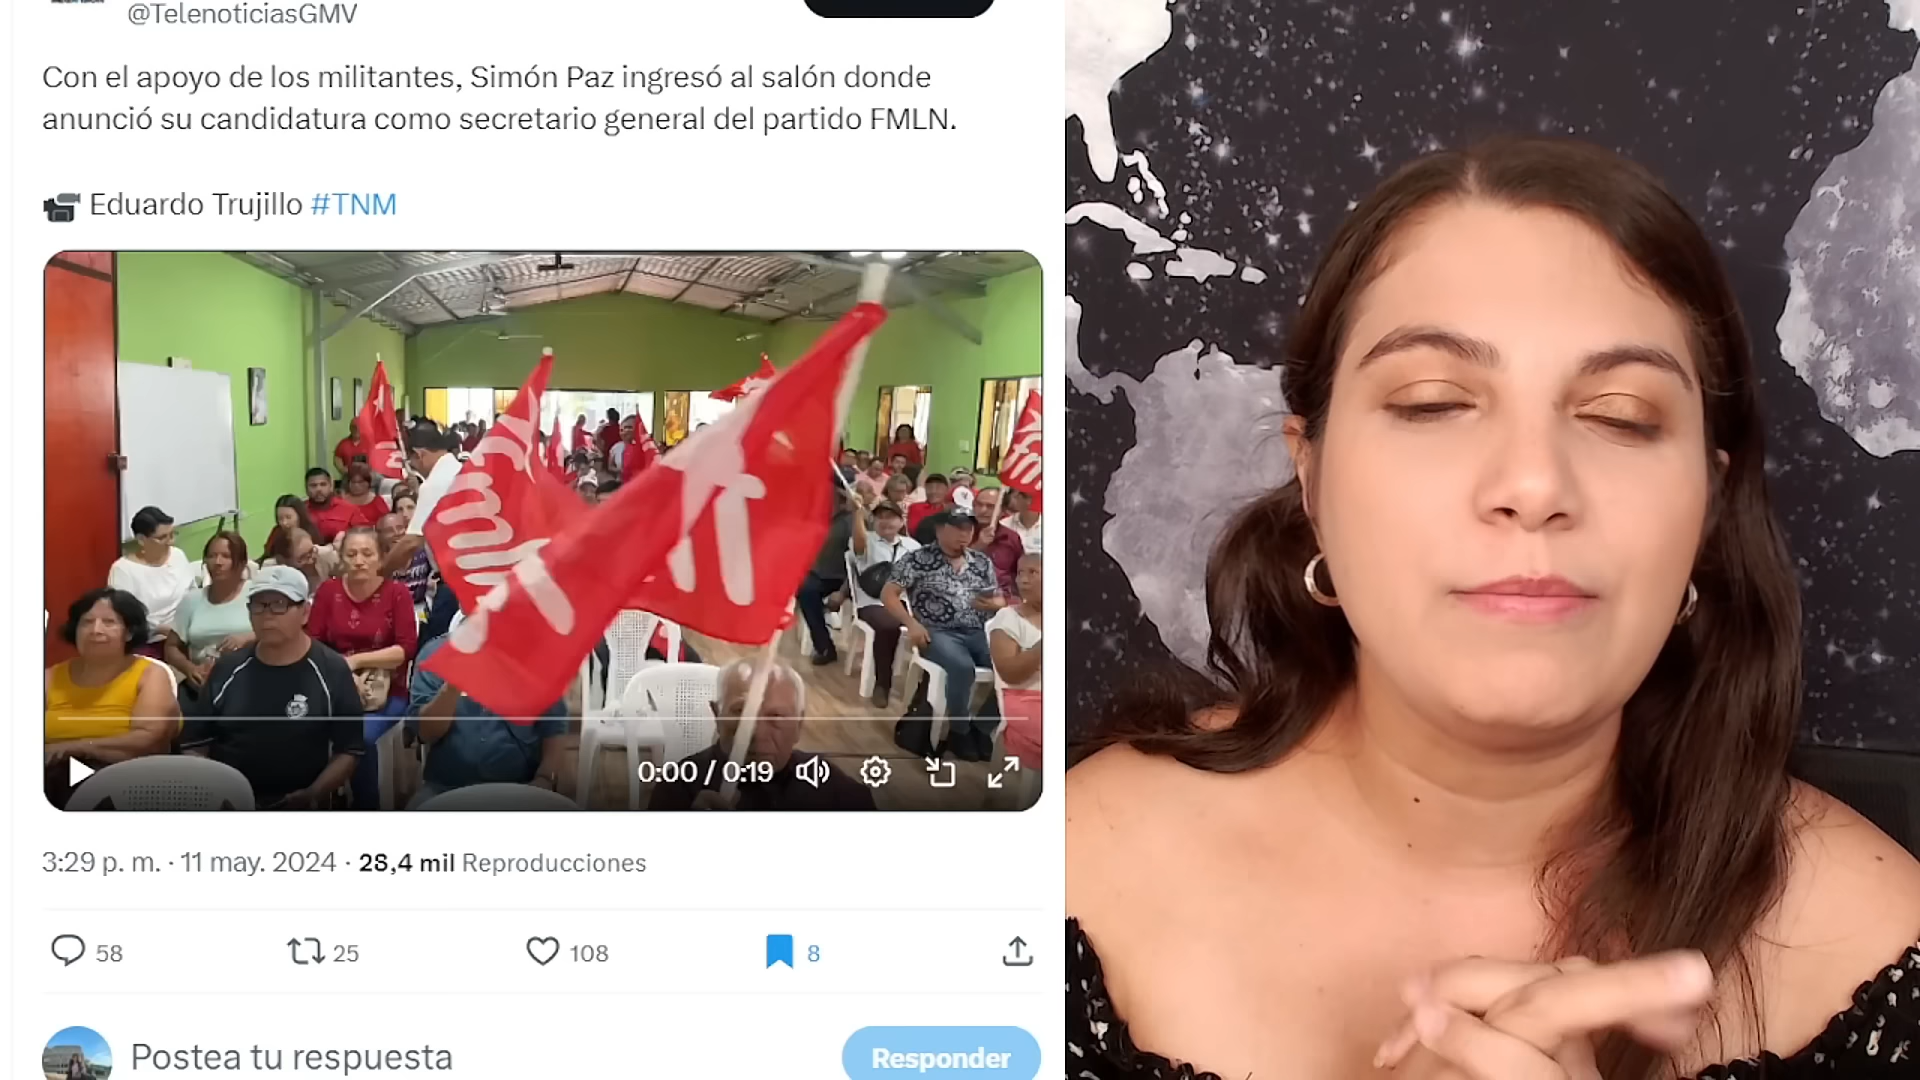 @TelenoticiasGMV
Con el apoyo de los militantes, Simón Paz ingresó al salón donde
anunció su candidatura como secretario general del partido FMLN.
Eduardo Trujillo #TNM
fmln
0:00 / 0:19
3:29 p. m. · 11 may. 2024 · 28,4 mil Reproducciones
58 25 108 8
Postea tu respuesta
Responder